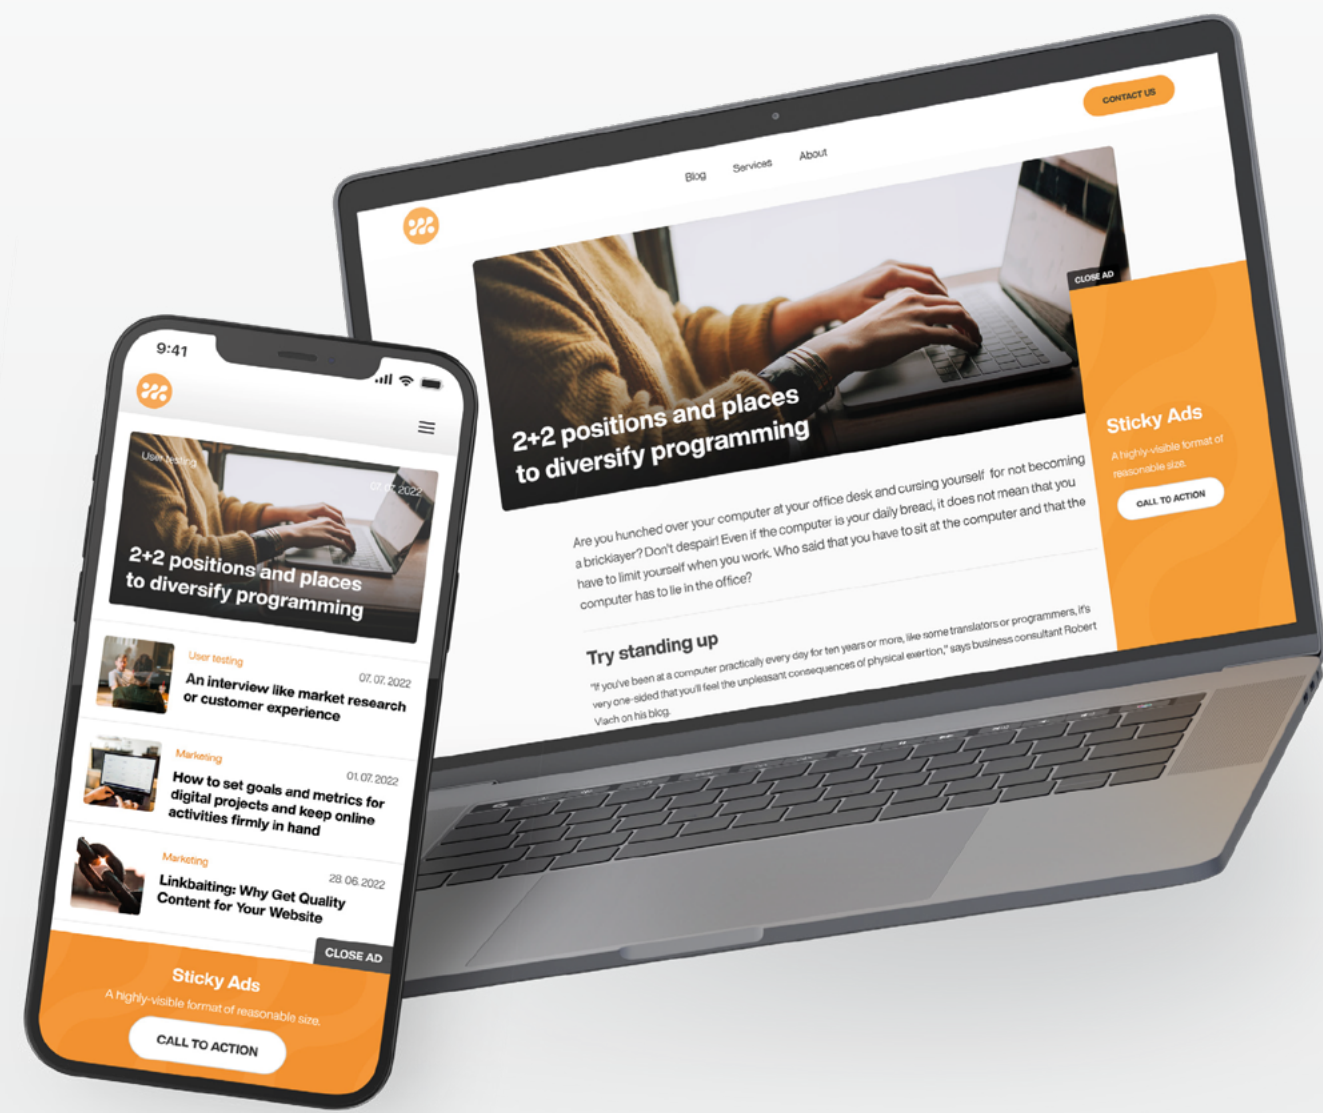 CONTACT US
Blog
Services
About
CLOSE AD
2+2 positions and places
to diversify programming
Are you hunched over your computer at your office desk and cursing yourself for not becoming
a bricklayer? Don't despair! Even if the computer is your daily bread, it does not mean that you
have to limit yourself when you work. Who said that you have to sit at the computer and that the
computer has to lie in the office?
Try standing up
"If you've been at a computer practically every day for ten years or more, like some translators or programmers, it's
very one-sided that you'll feel the unpleasant consequences of physical exertion," says business consultant Robert
Vlach on his blog.
Sticky Ads
A highly-visible format of
reasonable size.
CALL TO ACTION
9:41
User testing
07. 07. 2022
2+2 positions and places
to diversify programming
User testing
07. 07. 2022
An interview like market research
or customer experience
Marketing
01. 07. 2022
How to set goals and metrics for
digital projects and keep online
activities firmly in hand
Marketing
28. 06. 2022
Linkbaiting: Why Get Quality
Content for Your Website
CLOSE AD
Sticky Ads
A highly-visible format of reasonable size.
CALL TO ACTION